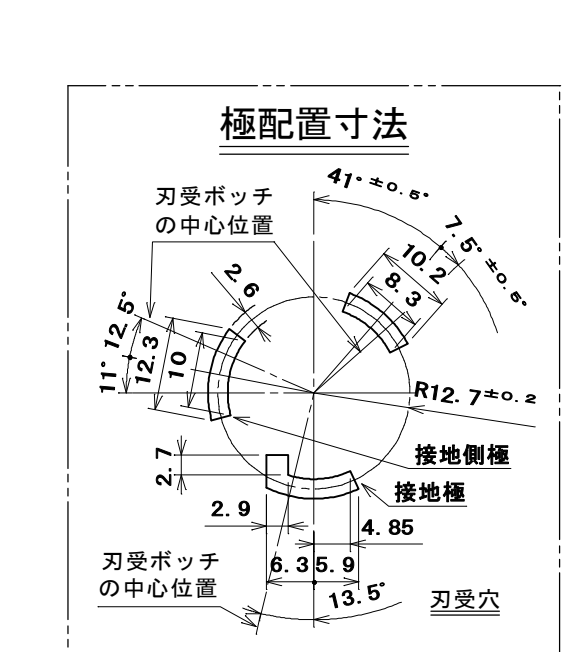 極配置寸法
41°±0.5°
刃受ボッチ
の中心位置
7.5°±0.5°
10.2
8.3
2.6
12.5°
11°
12.3
10
R12.7±0.2
接地側極
2.7
接地極
2.9
4.85
6.3
5.9
刃受ボッチ
の中心位置
13.5°
刃受穴